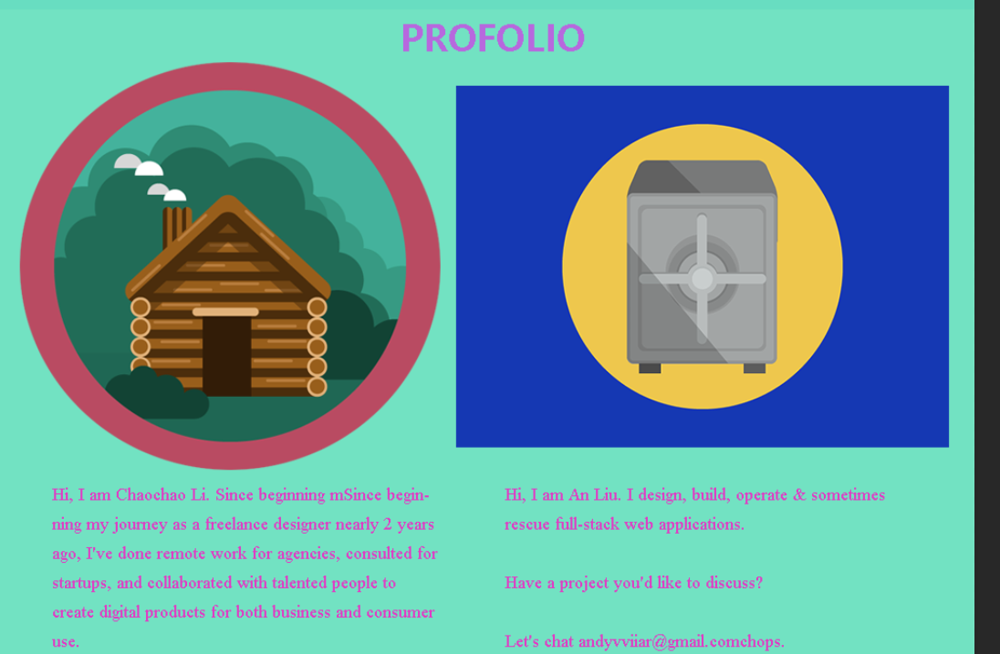 PROFOLIO
Hi, I am Chaochao Li. Since beginning mSince begin-
ning my journey as a freelance designer nearly 2 years
ago, I've done remote work for agencies, consulted for
startups, and collaborated with talented people to
create digital products for both business and consumer
use.
Hi, I am An Liu. I design, build, operate & sometimes
rescue full-stack web applications.
Have a project you'd like to discuss?
Let's chat andyvviiar@gmail.comchops.